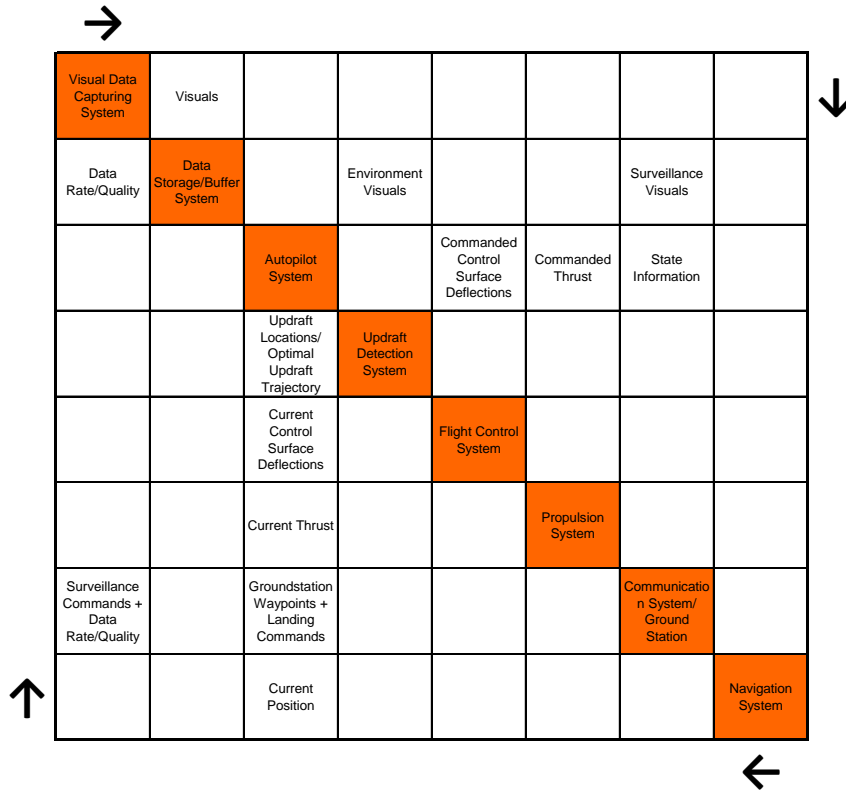 Visual Data
Capturing
System
Visuals
Data
Rate/Quality
Data
Storage/Buffer
System
Environment
Visuals
Surveillance
Visuals
Autopilot
System
Commanded
Control
Surface
Deflections
Commanded
Thrust
State
Information
Updraft
Locations/
Optimal
Updraft
Trajectory
Updraft
Detection
System
Current
Control
Surface
Deflections
Flight Control
System
Current Thrust
Propulsion
System
Surveillance
Commands +
Data
Rate/Quality
Groundstation
Waypoints +
Landing
Commands
Communicatio
n System/
Ground
Station
Current
Position
Navigation
System